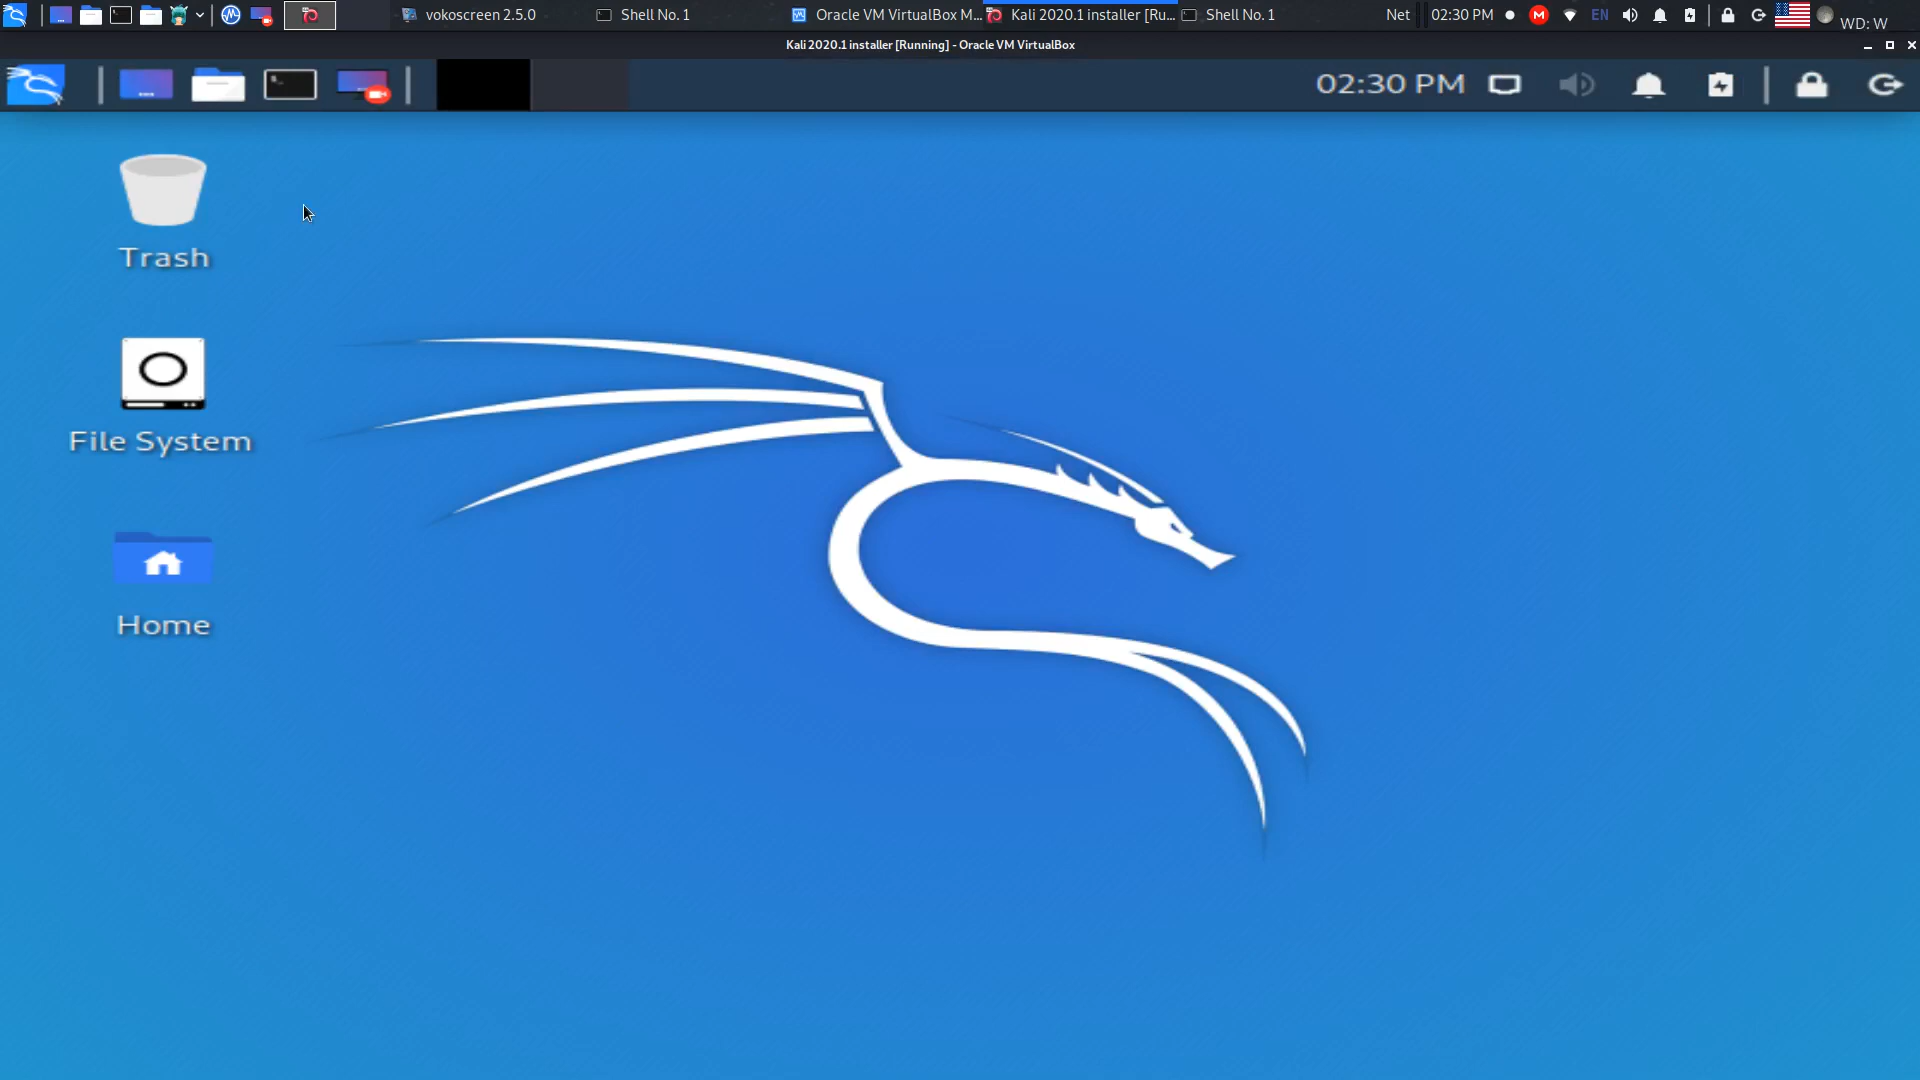 vokoscreen 2.5.0
Shell No. 1
Oracle VM VirtualBox M...
Kali 2020.1 installer [Ru...
Shell No. 1
Net
02:30 PM
M
EN
WD: W
Kali 2020.1 installer [Running] - Oracle VM VirtualBox
02:30 PM
Trash
File System
Home